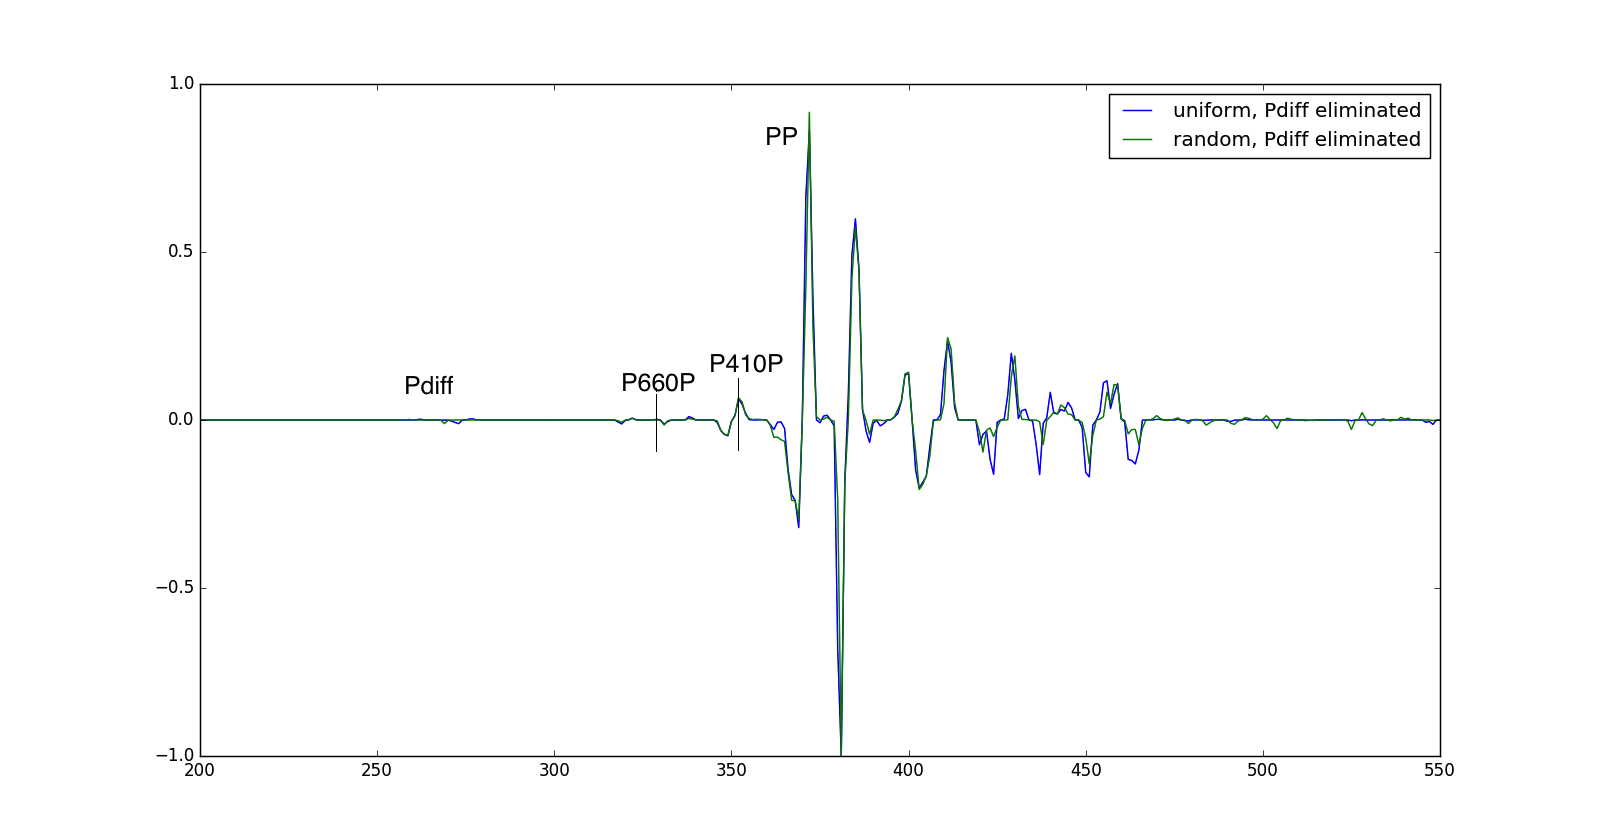 1.0
uniform, Pdiff eliminated
random, Pdiff eliminated
PP
0.5
P410P
P660P
Pdiff
0.0
−0.5
−1.0
200 250 300 350 400 450 500 550